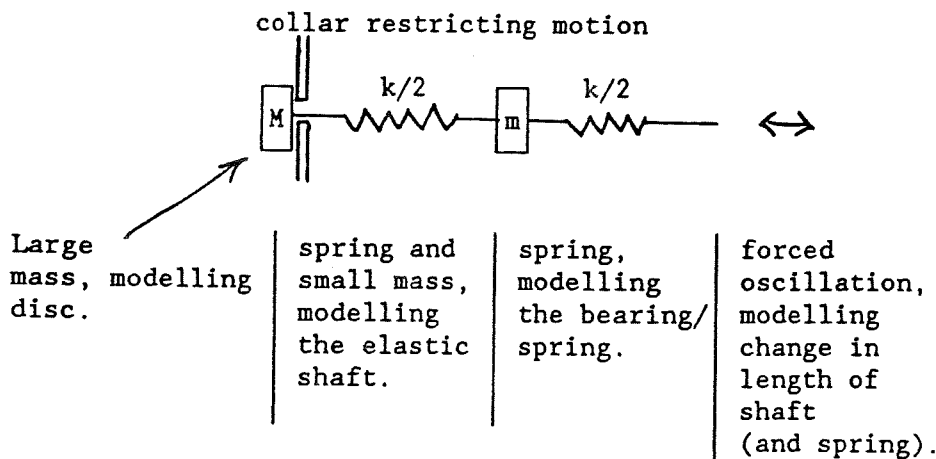 collar restricting motion
k/2
k/2
M
m
Large
mass, modelling
disc.
spring and
small mass,
modelling
the elastic
shaft.
spring,
modelling
the bearing/
spring.
forced
oscillation,
modelling
change in
length of
shaft
(and spring).